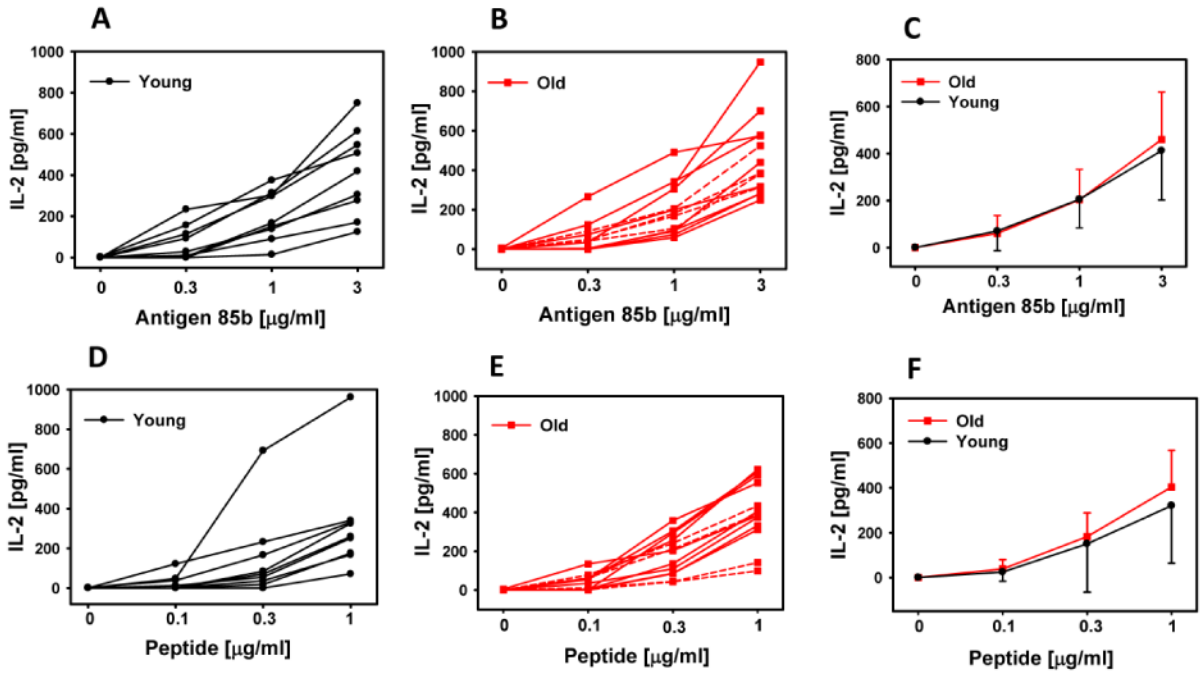 A
IL-2 [pg/ml]
1000
800
600
400
200
0
Young
0 0.3 1 3
Antigen 85b [μg/ml]
B
IL-2 [pg/ml]
1000
800
600
400
200
0
Old
0 0.3 1 3
Antigen 85b [μg/ml]
C
IL-2 [pg/ml]
800
600
400
200
0
Old
Young
0 0.3 1 3
Antigen 85b [μg/ml]
D
IL-2 [pg/ml]
1000
800
600
400
200
0
Young
0 0.1 0.3 1
Peptide [μg/ml]
E
IL-2 [pg/ml]
1000
800
600
400
200
0
Old
0 0.1 0.3 1
Peptide [μg/ml]
F
IL-2 [pg/ml]
800
600
400
200
0
Old
Young
0 0.1 0.3 1
Peptide [μg/ml]